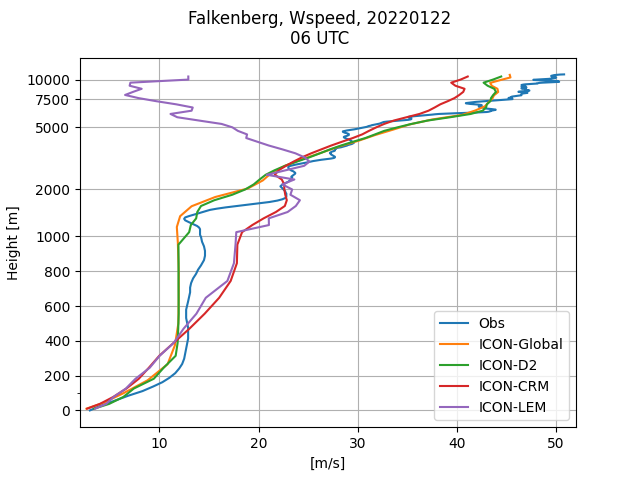 Falkenberg, Wspeed, 20220122
06 UTC
10000
7500
5000
2000
1000
800
600
400
200
0
Height [m]
10
20
30
40
50
[m/s]
Obs
ICON-Global
ICON-D2
ICON-CRM
ICON-LEM